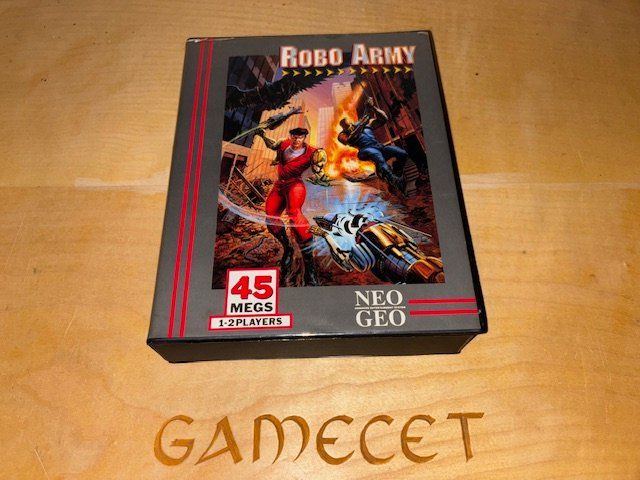 ROBO ARMY
45
MEGS
1-2 PLAYERS
NEO
GEO
GAMECET